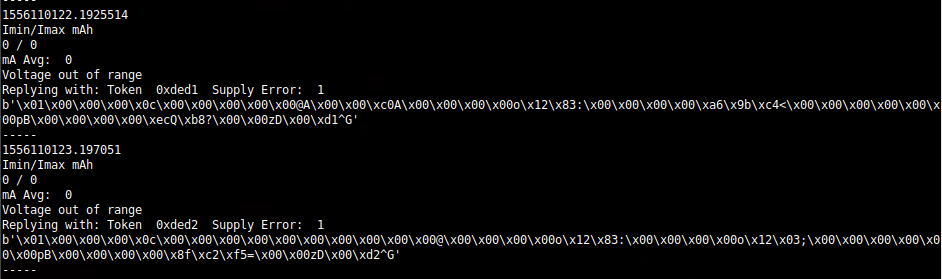 -----
1556110122.1925514
Imin/Imax mAh
0 / 0
mA Avg:  0
Voltage out of range
Replying with: Token  0xded1  Supply Error:  1
b'\x01\x00\x00\x00\x0c\x00\x00\x00\x00\x00\x00@A\x00\x00\xc0A\x00\x00\x00\x00o\x12\x83:\x00\x00\x00\x00\xa6\x9b\xc4<\x00\x00\x00\x00\x00\x
00pB\x00\x00\x00\x00\xecQ\xb8?\x00\x00zD\x00\xd1^G'
-----
1556110123.197051
Imin/Imax mAh
0 / 0
mA Avg:  0
Voltage out of range
Replying with: Token  0xded2  Supply Error:  1
b'\x01\x00\x00\x00\x0c\x00\x00\x00\x00\x00\x00\x00\x00\x00\x00@\x00\x00\x00\x00o\x12\x83:\x00\x00\x00\x00o\x12\x03;\x00\x00\x00\x00\x00\x0
0\x00pB\x00\x00\x00\x00\x8f\xc2\xf5=\x00\x00zD\x00\xd2^G'
-----